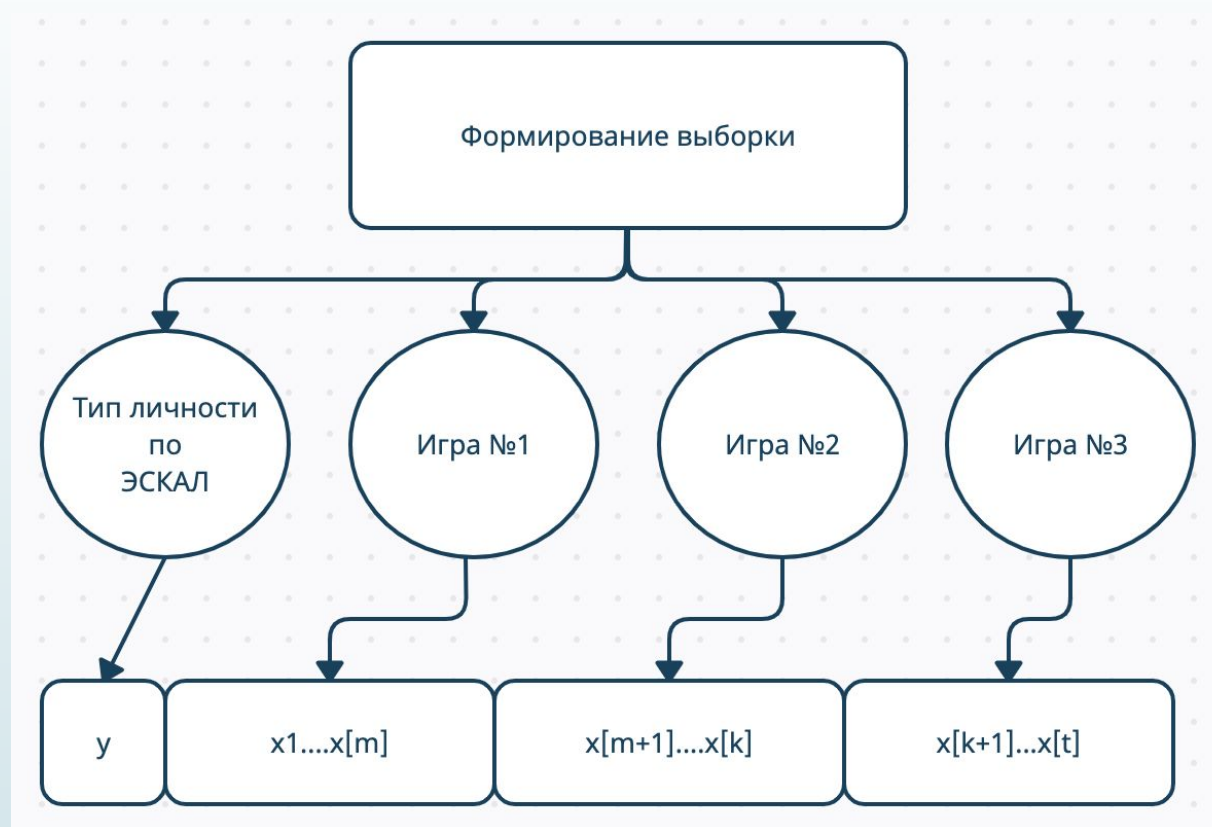 Формирование выборки
Тип личности
по
ЭСКАЛ
Игра №1
Игра №2
Игра №3
y
x1....x[m]
x[m+1]....x[k]
x[k+1]...x[t]